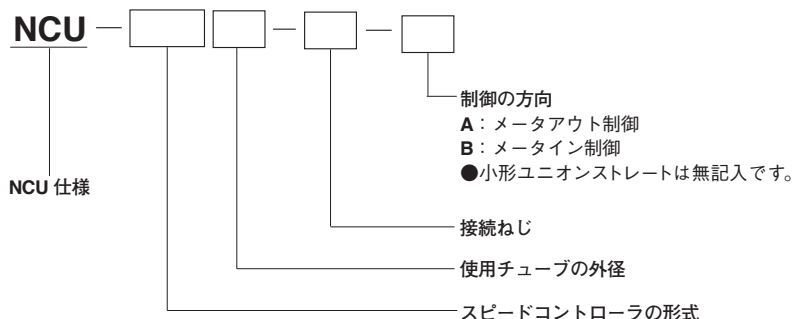 NCU
制御の方向
A：メータアウト制御
B：メータイン制御
●小形ユニオンストレートは無記入です。
NCU 仕様
接続ねじ
使用チューブの外径
スピードコントローラの形式